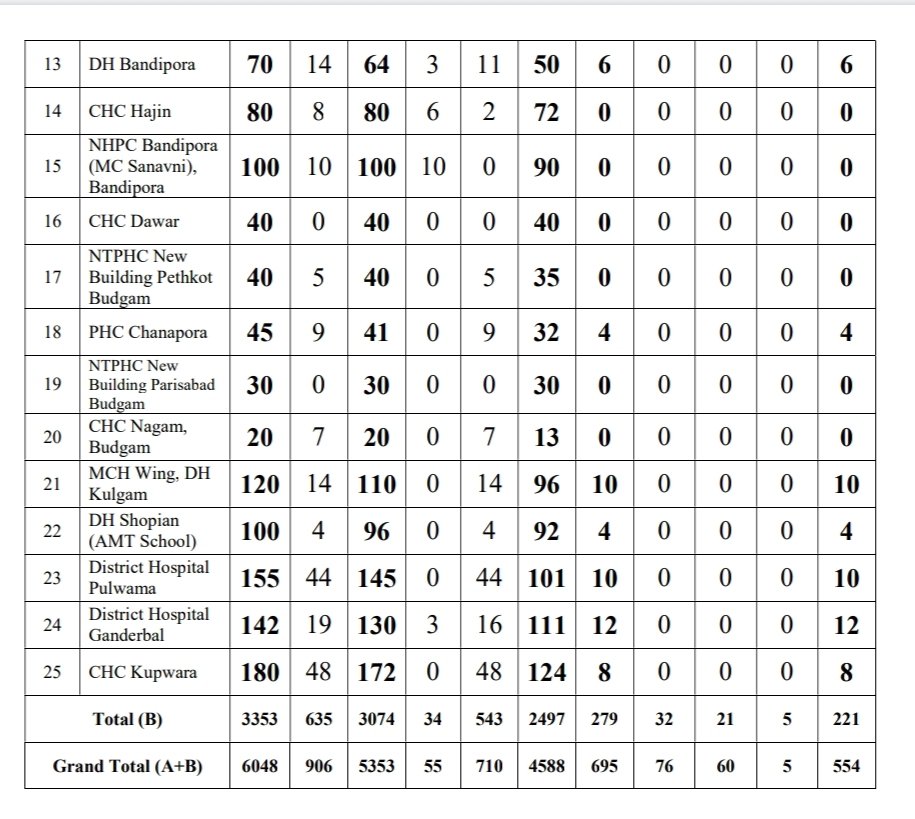 13 DH Bandipora 70 14 64 3 11 50 6 0 0 0 6
14 CHC Hajin 80 8 80 6 2 72 0 0 0 0 0
NHPC Bandipora
15 (MC Sanavni), 100 10 100 10 0 90 0 0 0 0 0
Bandipora
16 CHC Dawar 40 0 40 0 0 40 0 0 0 0 0
NTPHC New
17 Building Pethkot 40 5 40 0 5 35 0 0 0 0 0
Budgam
18 PHC Chanapora 45 9 41 0 9 32 4 0 0 0 4
NTPHC New
19 Building Parisabad 30 0 30 0 0 30 0 0 0 0 0
Budgam
CHC Nagam,
20 Budgam 20 7 20 0 7 13 0 0 0 0 0
MCH Wing, DH
21 Kulgam 120 14 110 0 14 96 10 0 0 0 10
DH Shopian
22 (AMT School) 100 4 96 0 4 92 4 0 0 0 4
District Hospital
23 Pulwama 155 44 145 0 44 101 10 0 0 0 10
District Hospital
24 Ganderbal 142 19 130 3 16 111 12 0 0 0 12
25 CHC Kupwara 180 48 172 0 48 124 8 0 0 0 8
Total (B) 3353 635 3074 34 543 2497 279 32 21 5 221
Grand Total (A+B) 6048 906 5353 55 710 4588 695 76 60 5 554